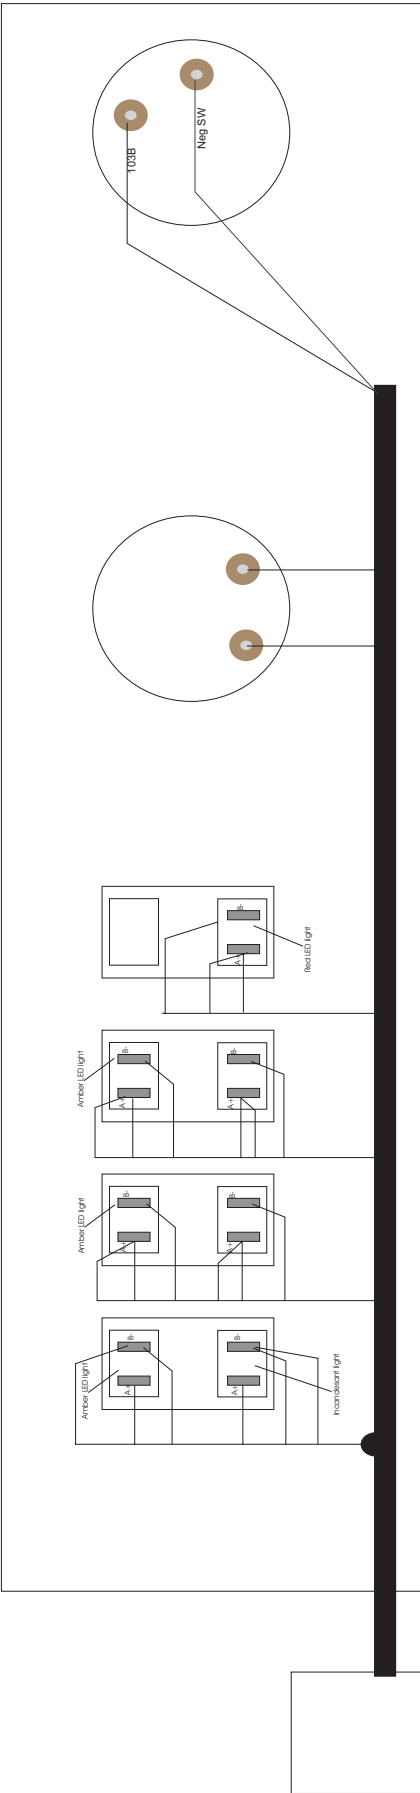 103B
Neg SW
B-
A+
Red LED light
Amber LED light
B-
A+
B-
A+
Amber LED light
B-
A+
B-
A+
Amber LED light
B-
A+
B-
A+
Incandesant light